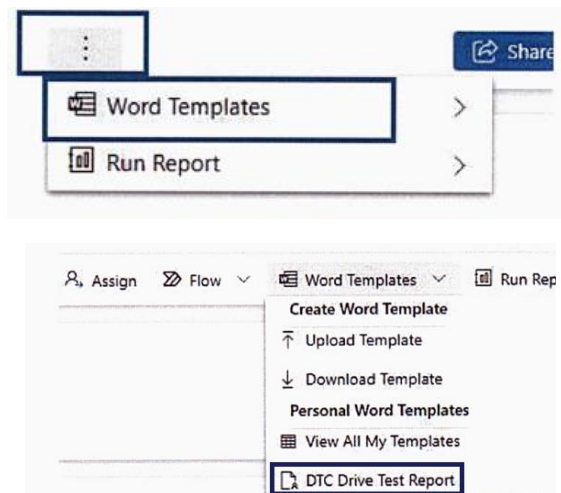 Share
Word Templates
Run Report
Assign Flow Word Templates Run Rep
Create Word Template
Upload Template
Download Template
Personal Word Templates
View All My Templates
DTC Drive Test Report